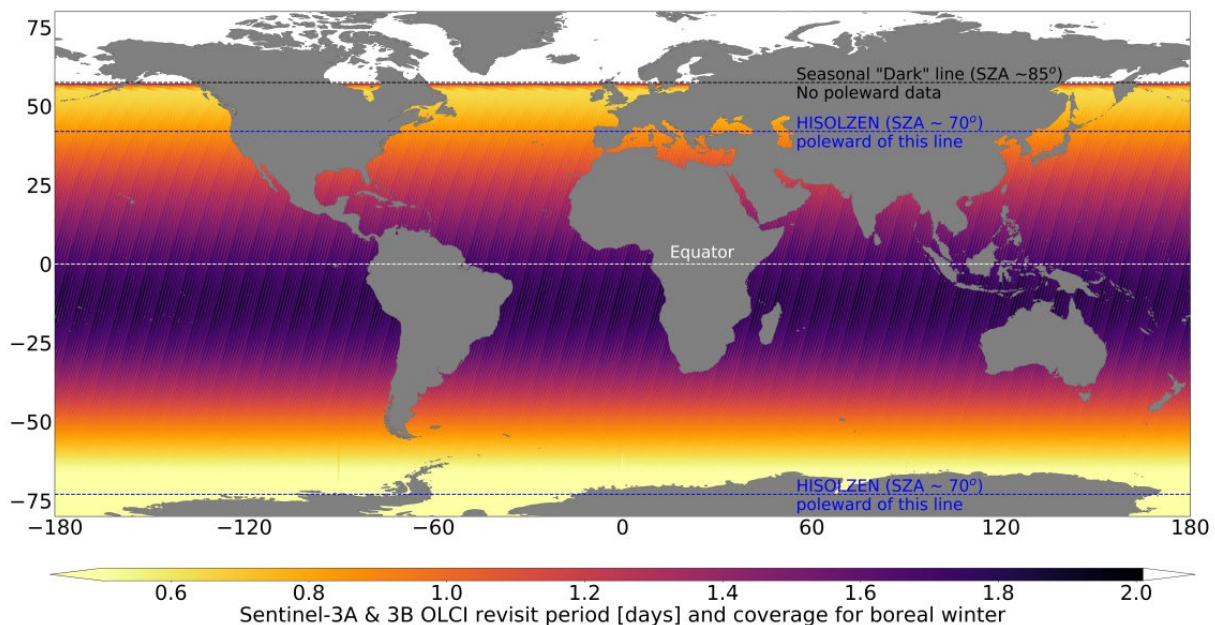 75
Seasonal "Dark" line (SZA ~85°)
50
No poleward data
HISOLZEN (SZA ~ 70°)
poleward of this line
25
Equator
0
−25
−50
HISOLZEN (SZA ~ 70°)
−75
poleward of this line
−180 −120 −60 0 60 120 180
0.6 0.8 1.0 1.2 1.4 1.6 1.8 2.0
Sentinel-3A & 3B OLCI revisit period [days] and coverage for boreal winter